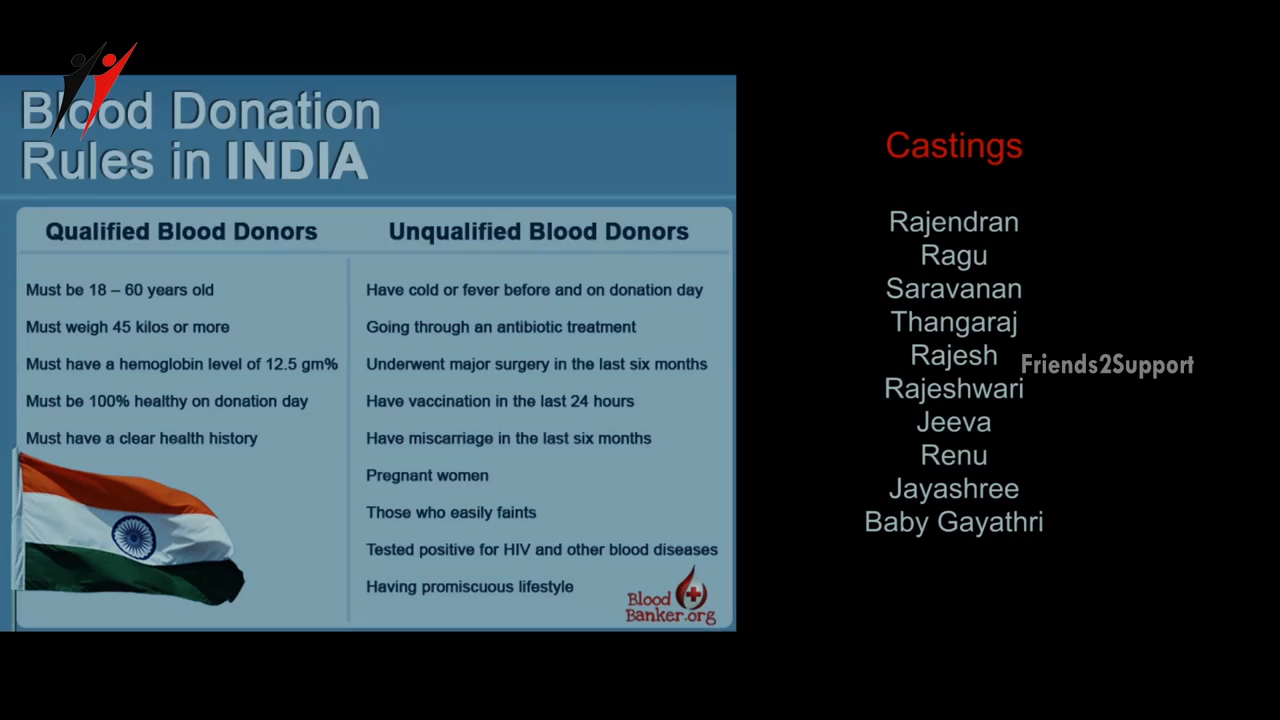 Blood Donation
Rules in INDIA
Qualified Blood Donors
Must be 18 – 60 years old
Must weigh 45 kilos or more
Must have a hemoglobin level of 12.5 gm%
Must be 100% healthy on donation day
Must have a clear health history
Unqualified Blood Donors
Have cold or fever before and on donation day
Going through an antibiotic treatment
Underwent major surgery in the last six months
Have vaccination in the last 24 hours
Have miscarriage in the last six months
Pregnant women
Those who easily faints
Tested positive for HIV and other blood diseases
Having promiscuous lifestyle
Blood
Banker.org
Castings
Rajendran
Ragu
Saravanan
Thangaraj
Rajesh
Rajeshwari
Jeeva
Renu
Jayashree
Baby Gayathri
Friends2Support